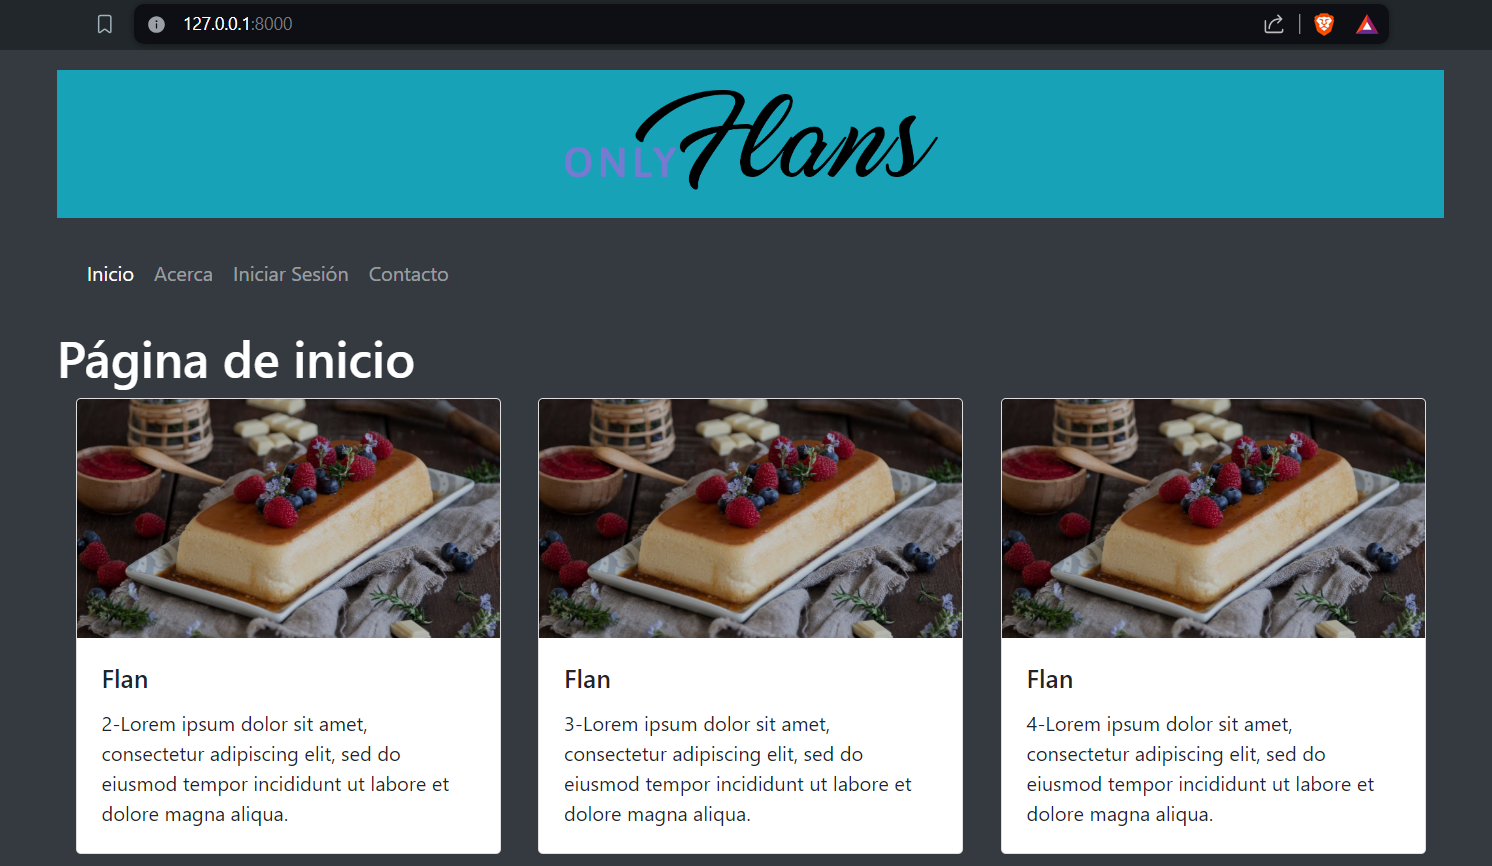 127.0.0.1:8000
ONLY Flans
Inicio Acerca Iniciar Sesión Contacto
Página de inicio
Flan
2-Lorem ipsum dolor sit amet,
consectetur adipiscing elit, sed do
eiusmod tempor incididunt ut labore et
dolore magna aliqua.
Flan
3-Lorem ipsum dolor sit amet,
consectetur adipiscing elit, sed do
eiusmod tempor incididunt ut labore et
dolore magna aliqua.
Flan
4-Lorem ipsum dolor sit amet,
consectetur adipiscing elit, sed do
eiusmod tempor incididunt ut labore et
dolore magna aliqua.